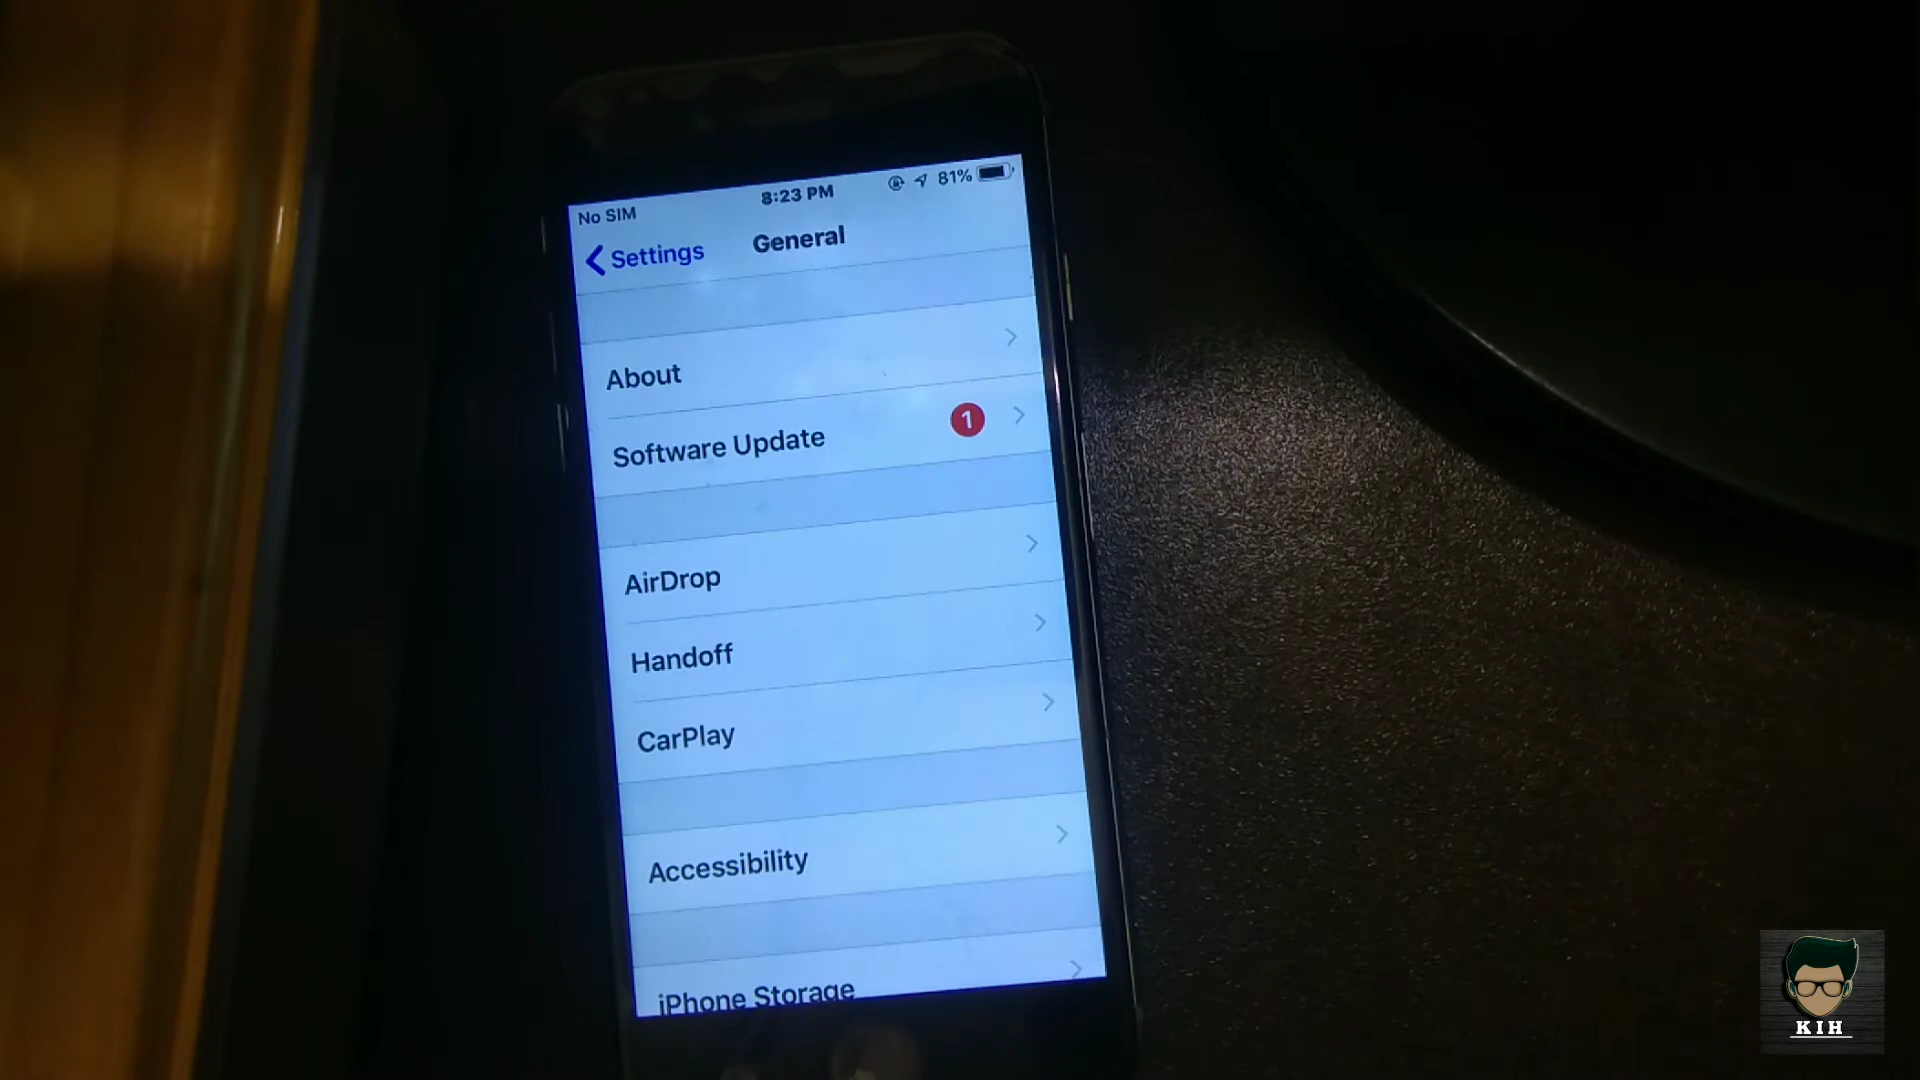 No SIM 8:23 PM 81%
Settings General
About
Software Update 1
AirDrop
Handoff
CarPlay
Accessibility
iPhone Storage
KIH